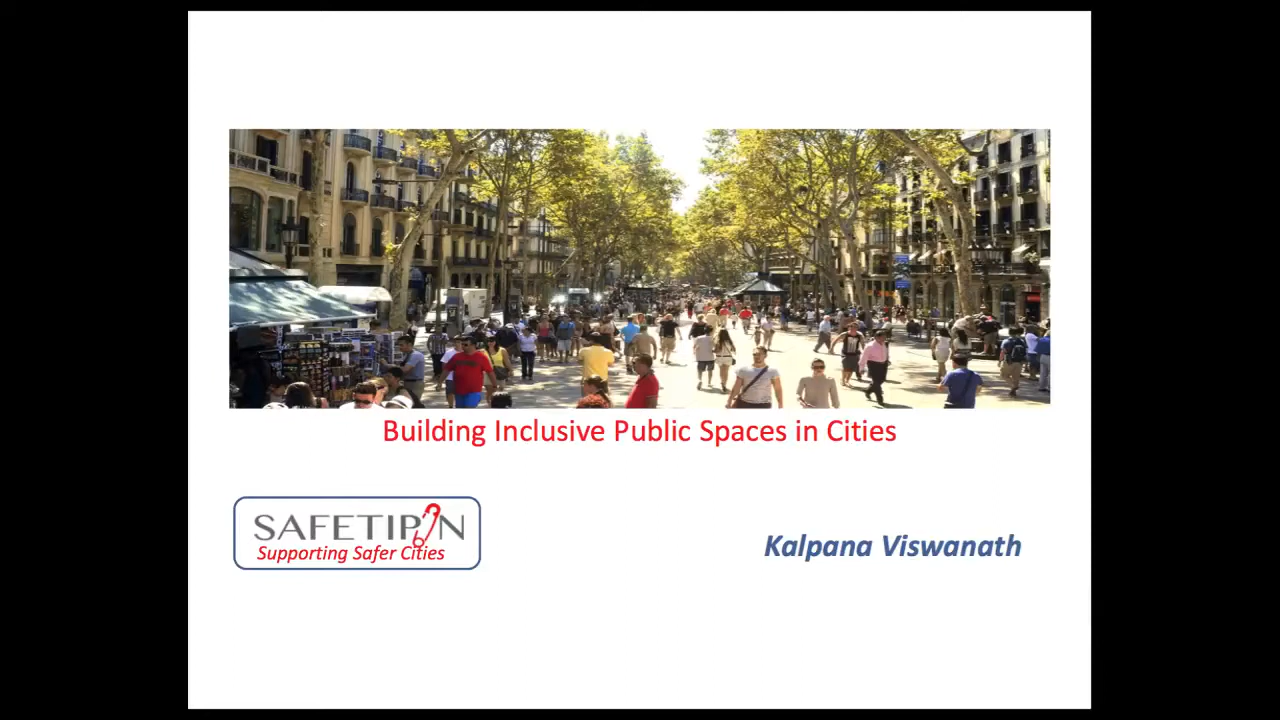 Building Inclusive Public Spaces in Cities
SAFETIPIN
Supporting Safer Cities
Kalpana Viswanath